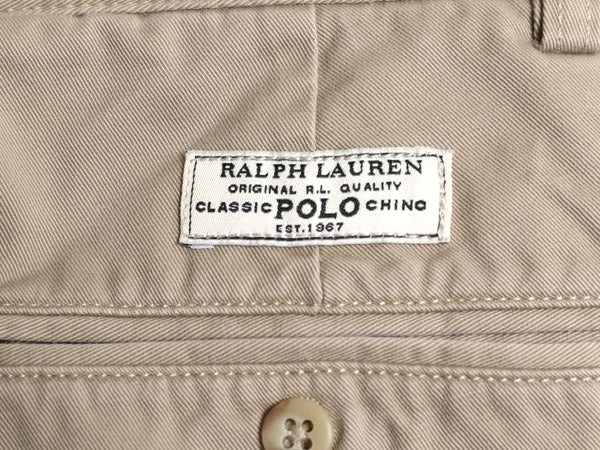 RALPH LAUREN
ORIGINAL R.L. QUALITY
CLASSIC POLO CHINO
EST. 1967